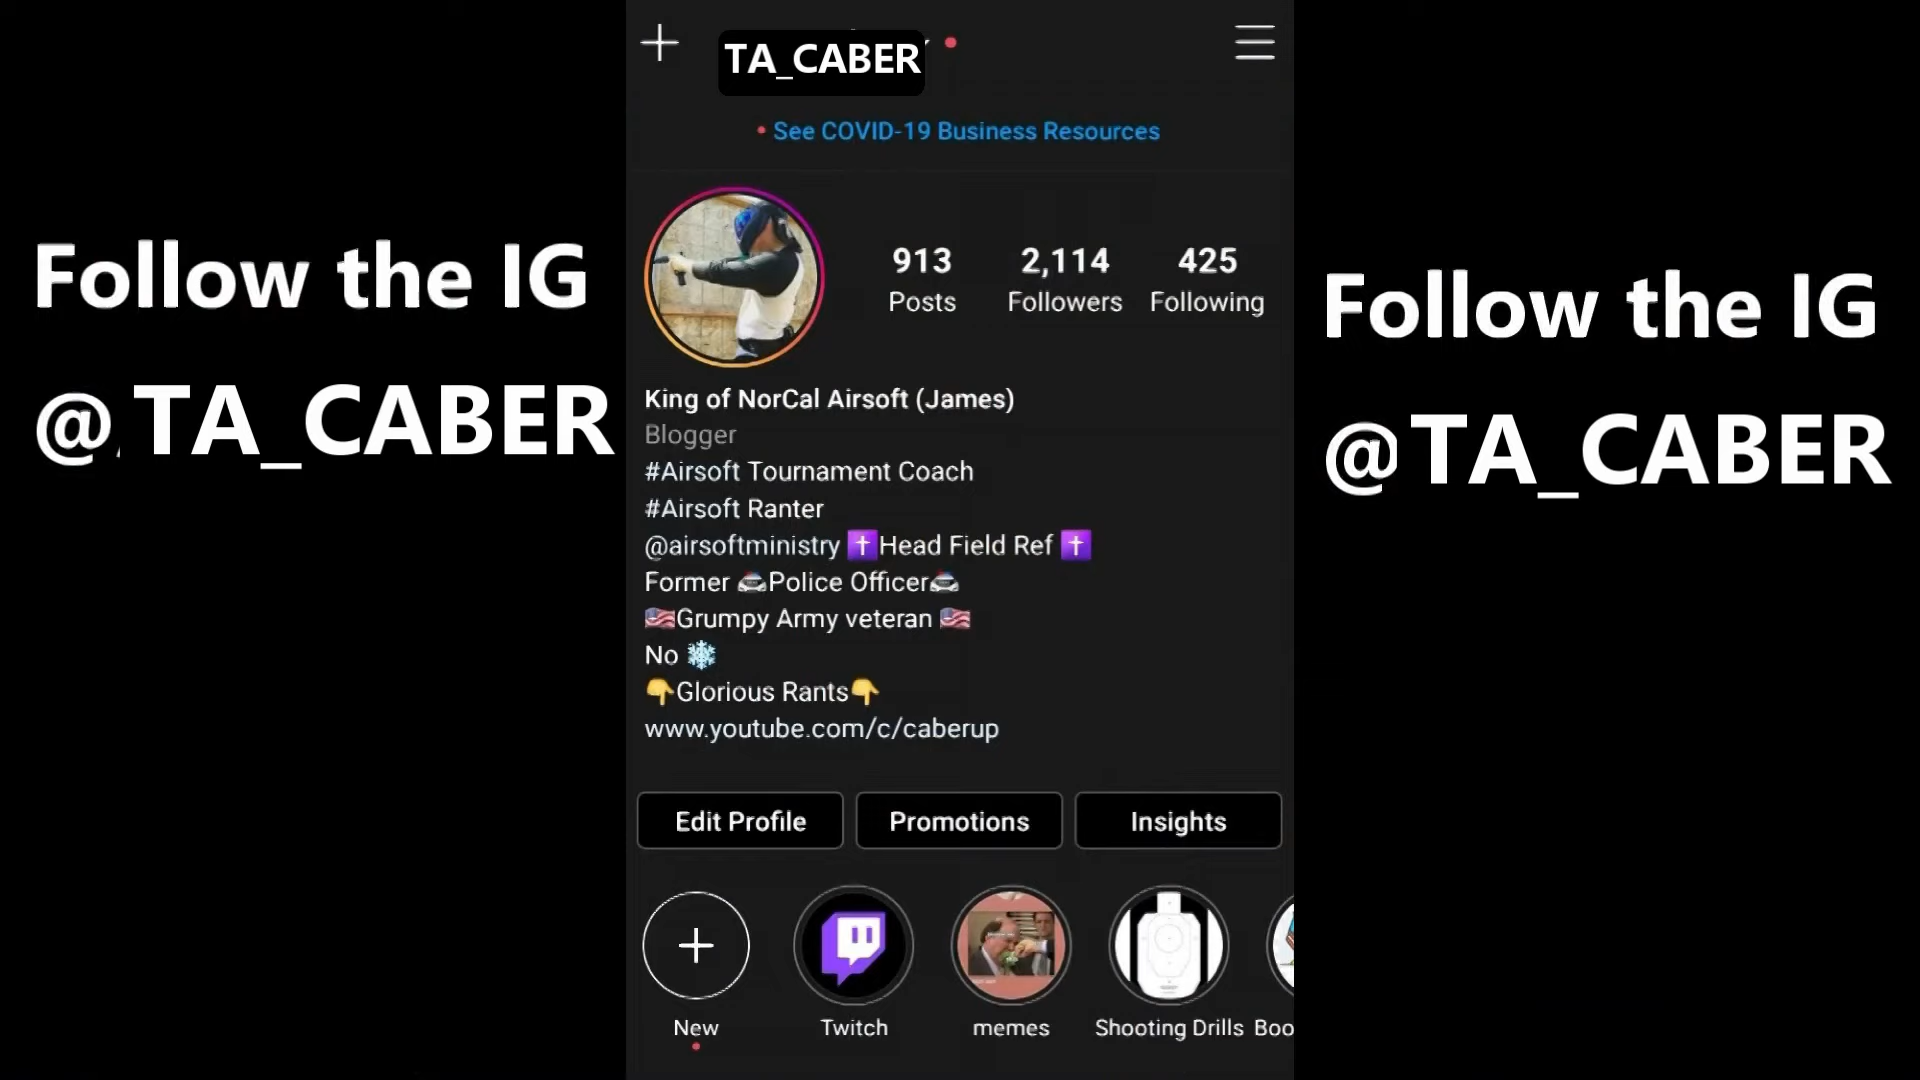 Follow the IG
@TA_CABER
TA_CABER
See COVID-19 Business Resources
913
Posts
2,114
Followers
425
Following
King of NorCal Airsoft (James)
Blogger
#Airsoft Tournament Coach
#Airsoft Ranter
@airsoftministry ✝️Head Field Ref ✝️
Former 🚔Police Officer🚔
🇺🇸Grumpy Army veteran 🇺🇸
No ❄️
👇Glorious Rants👇
www.youtube.com/c/caberup
Edit Profile
Promotions
Insights
New
Twitch
memes
Shooting Drills
Boo
Follow the IG
@TA_CABER